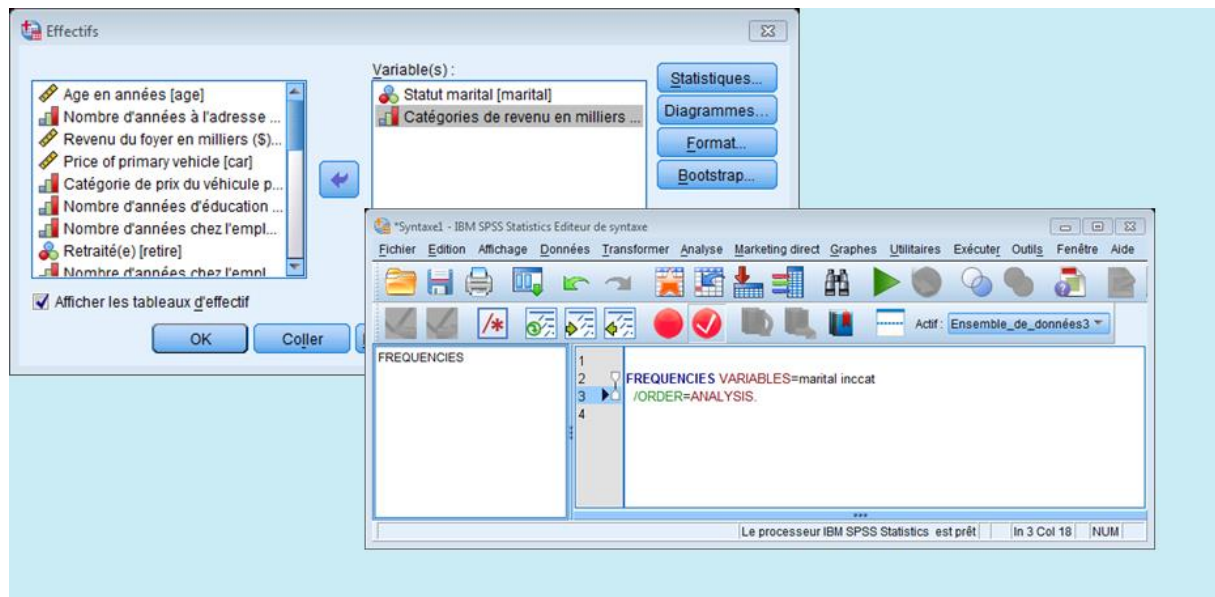 Effectifs
Variable(s) :
Age en années [age]
Nombre d'années à l'adresse ...
Revenu du foyer en milliers ($)...
Price of primary vehicle [car]
Catégorie de prix du véhicule p...
Nombre d'années d'éducation ...
Nombre d'années chez l'empl...
Retraité(e) [retire]
Nombre d'années chez l'empl
Statut marital [marital]
Catégories de revenu en milliers ...
Statistiques...
Diagrammes...
Format...
Bootstrap...
Afficher les tableaux d'effectif
OK
Coller
*Syntaxe1 - IBM SPSS Statistics Editeur de syntaxe
Fichier Edition Affichage Données Transformer Analyse Marketing direct Graphes Utilitaires Exécuter Outils Fenêtre Aide
Actif : Ensemble_de_données3
FREQUENCIES
1
2 FREQUENCIES VARIABLES=marital inccat
3 /ORDER=ANALYSIS.
4
Le processeur IBM SPSS Statistics est prêt In 3 Col 18 NUM